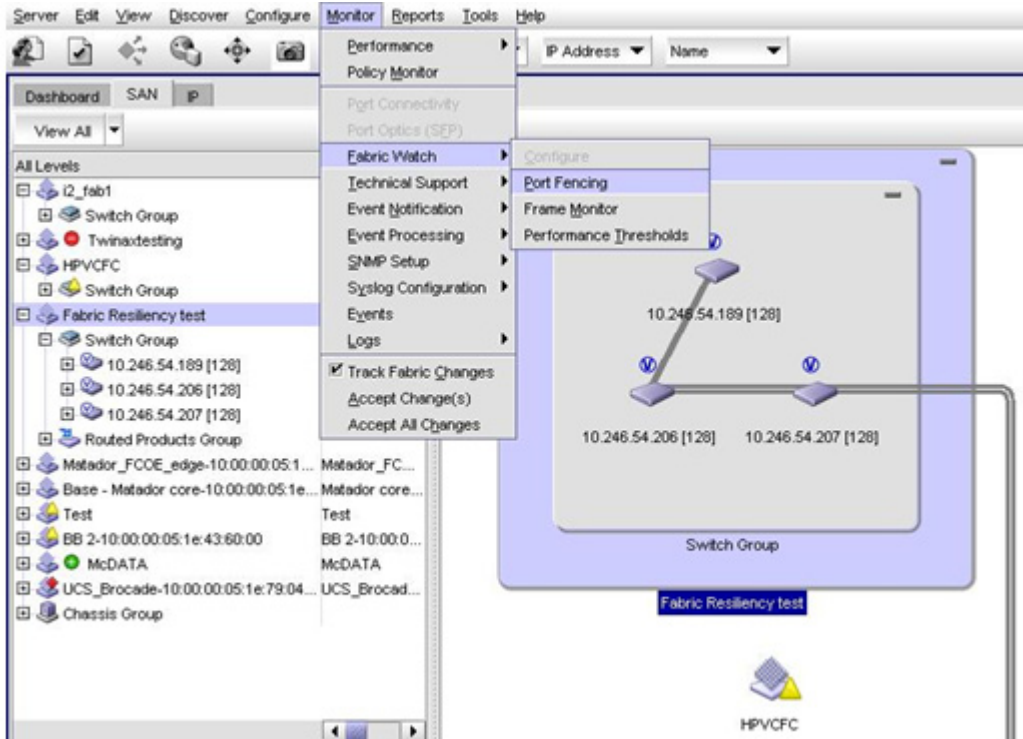 Server Edit View Discover Configure Monitor Reports Tools Help
IP Address Name
Dashboard SAN IP
View All
All Levels
i2_fab1
Switch Group
Twinaxtesting
HPVCFC
Switch Group
Fabric Resiliency test
Switch Group
10.246.54.189 [128]
10.246.54.206 [128]
10.246.54.207 [128]
Routed Products Group
Matador_FCOE_edge-10:00:00:05:1... Matador_FC...
Base - Matador core-10:00:00:05:1e... Matador core...
Test Test
BB 2-10:00:00:05:1e:43:60:00 BB 2-10:00:0...
McDATA McDATA
UCS_Brocade-10:00:00:05:1e:79:04... UCS_Brocad...
Chassis Group
Performance
Policy Monitor
Port Connectivity
Port Optics (SFP)
Fabric Watch
Technical Support
Event Notification
Event Processing
SNMP Setup
Syslog Configuration
Events
Logs
Track Fabric Changes
Accept Change(s)
Accept All Changes
Configure
Port Fencing
Frame Monitor
Performance Thresholds
10.246.54.189 [128]
10.246.54.206 [128] 10.246.54.207 [128]
Switch Group
Fabric Resiliency test
HPVCFC